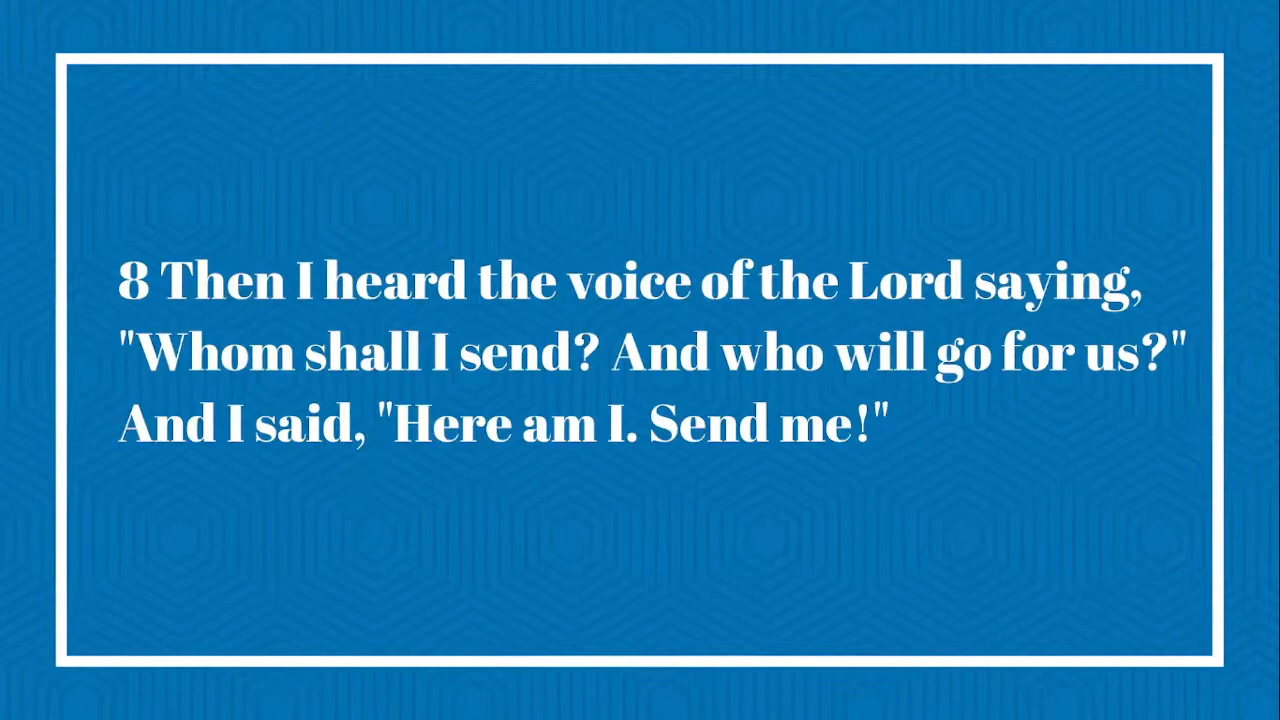 8 Then I heard the voice of the Lord saying,
"Whom shall I send? And who will go for us?"
And I said, "Here am I. Send me!"